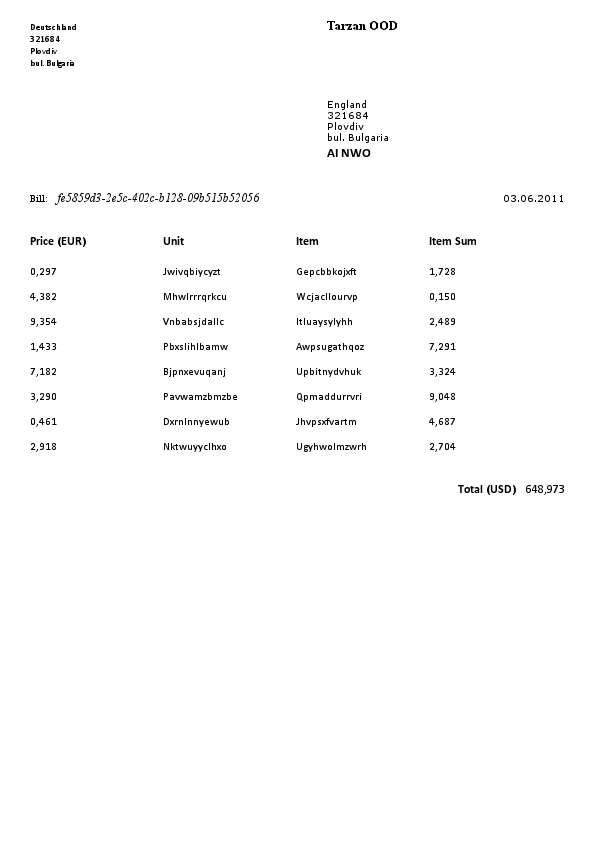 Deutschland
321684
Plovdiv
bul. Bulgaria
Tarzan OOD
England
321684
Plovdiv
bul. Bulgaria
AI NWO
Bill: fe5859d3-2e5c-402c-b128-09b515b52056 03.06.2011
Price (EUR) Unit Item Item Sum
0,297 Jwivqbiycyzt Gepcbbkojxft 1,728
4,382 Mhwlrrrqrkcu Wcjacllourvp 0,150
9,354 Vnbabsjdallc Itluaysylyhh 2,489
1,433 Pbxslihlbamw Awpsugathqoz 7,291
7,182 Bjpnxevuqanj Upbitnydvhuk 3,324
3,290 Pavwamzbmzbe Qpmaddurrvri 9,048
0,461 Dxrnlnnyewub Jhvpsxfvartm 4,687
2,918 Nktwuyyclhxo Ugyhwolmzwrh 2,704
Total (USD) 648,973